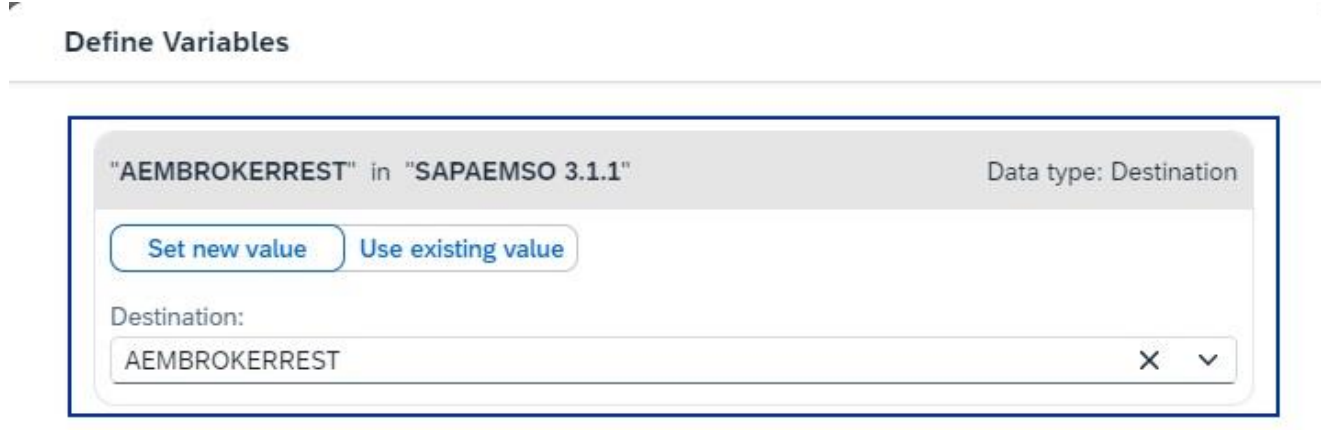 Define Variables
"AEMBROKERREST" in "SAPAEMSO 3.1.1" Data type: Destination
Set new value Use existing value
Destination:
AEMBROKERREST